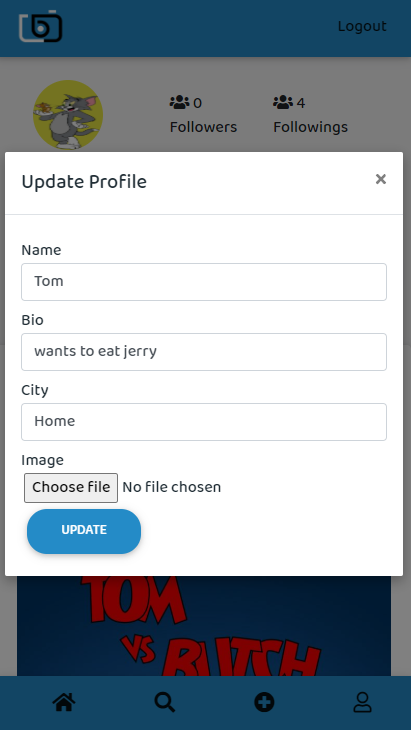 Logout
0
Followers
4
Followings
Update Profile
×
Name
Tom
Bio
wants to eat jerry
City
Home
Image
Choose file No file chosen
UPDATE
TOM
VS
BUTCH